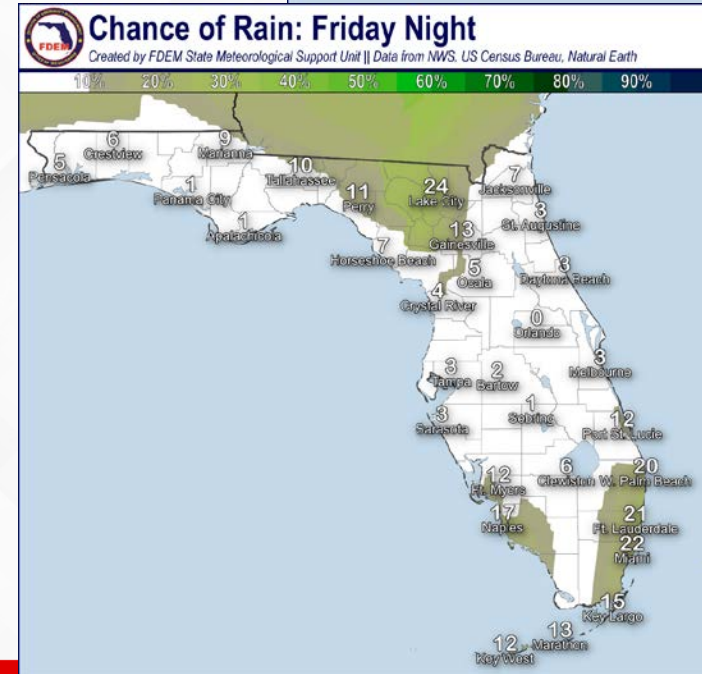 FDEM
Chance of Rain: Friday Night
Created by FDEM State Meteorological Support Unit || Data from NWS, US Census Bureau, Natural Earth
10% 20% 30% 40% 50% 60% 70% 80% 90%
6
Crestview
9
Marianna
5
Pensacola
10
Tallahassee
1
Panama City
11
Perry
24
Lake City
7
Jacksonville
1
Apalachicola
3
St. Augustine
13
Gainesville
7
Horseshoe Beach
5
Ocala
3
Daytona Beach
4
Crystal River
0
Orlando
3
Melbourne
3
Tampa
2
Bartow
1
Sebring
3
Sarasota
12
Port St. Lucie
12
Ft. Myers
6
Clewiston
20
W. Palm Beach
17
Naples
21
Ft. Lauderdale
22
Miami
15
Key Largo
13
Marathon
12
Key West